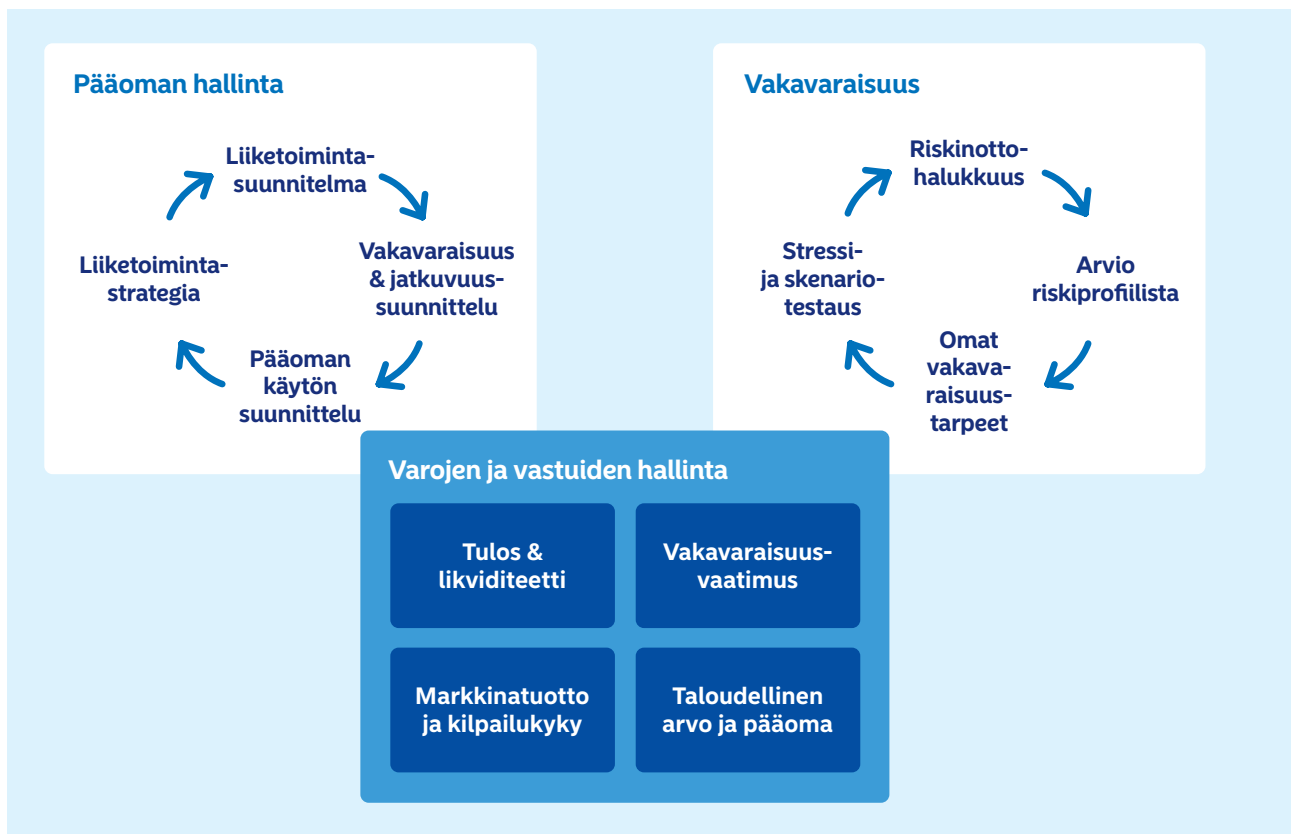 Pääoman hallinta
Liiketoiminta-
suunnitelma
Vakavaraisuus
& jatkuvuus-
suunnittelu
Pääoman
käytön
suunnittelu
Liiketoiminta-
strategia
Vakavaraisuus
Riskinotto-
halukkuus
Arvio
riskiprofiilista
Omat
vakava-
raisuus-
tarpeet
Stressi-
ja skenario-
testaus
Varojen ja vastuiden hallinta
Tulos &
likviditeetti
Vakavaraisuus-
vaatimus
Markkinatuotto
ja kilpailukyky
Taloudellinen
arvo ja pääoma